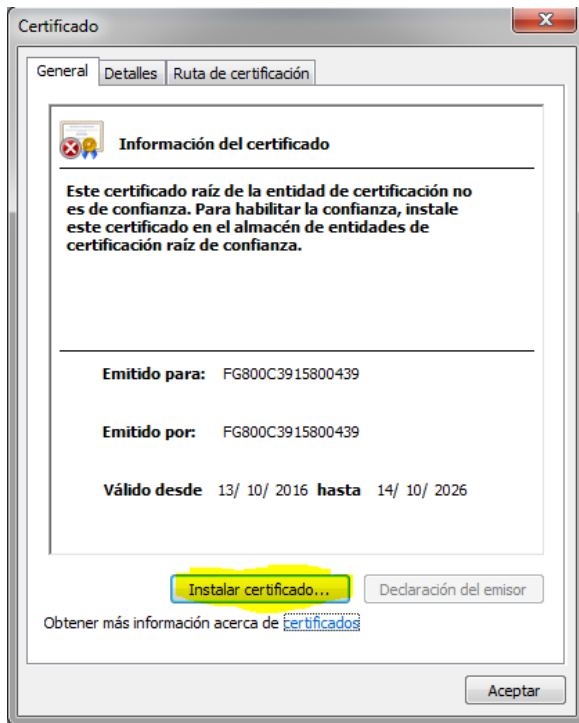 Certificado
General
Detalles
Ruta de certificación
Información del certificado
Este certificado raíz de la entidad de certificación no
es de confianza. Para habilitar la confianza, instale
este certificado en el almacén de entidades de
certificación raíz de confianza.
Emitido para: FG800C3915800439
Emitido por: FG800C3915800439
Válido desde 13/ 10/ 2016 hasta 14/ 10/ 2026
Instalar certificado...
Declaración del emisor
Obtener más información acerca de certificados
Aceptar